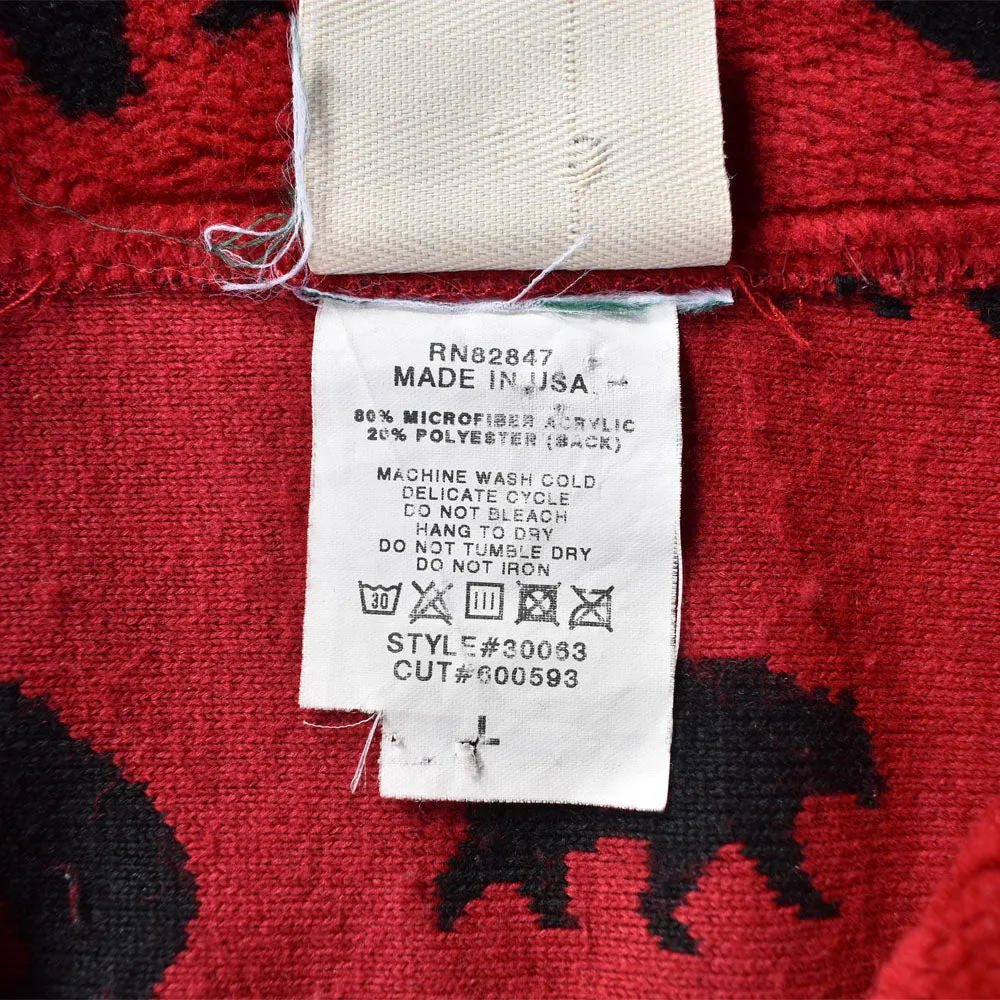 RN82847
MADE IN USA
80% MICROFIBER ACRYLIC
20% POLYESTER (BACK)
MACHINE WASH COLD
DELICATE CYCLE
DO NOT BLEACH
HANG TO DRY
DO NOT TUMBLE DRY
DO NOT IRON
30
STYLE#30063
CUT#600593